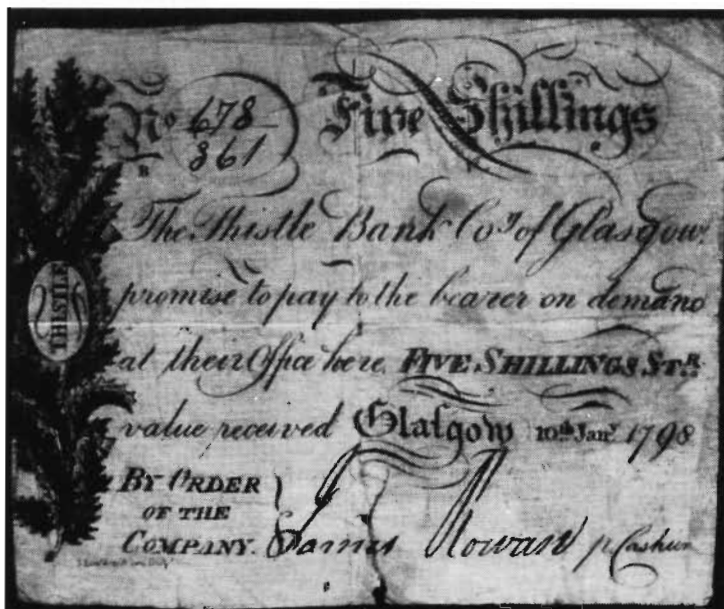 No 678/361 Five Shillings
B
The Thistle Bank Coy of Glasgow
promise to pay to the bearer on demand
THISTLE
at their Office here FIVE SHILLINGS STR.
value received Glasgow 10th Jany 1798
BY ORDER
OF THE
COMPANY. James Rowan p Cashier